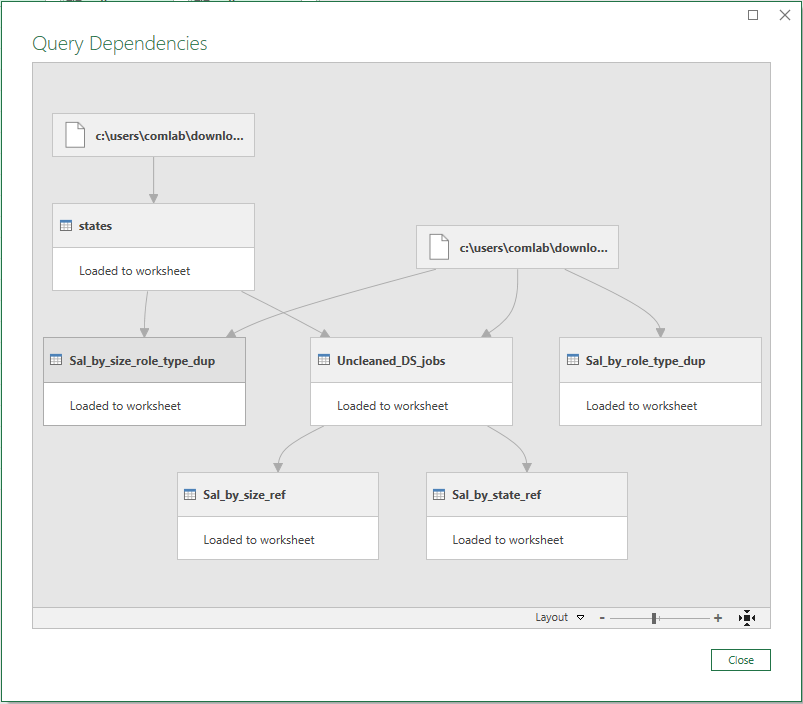 Query Dependencies
c:\users\comlab\downlo...
states
Loaded to worksheet
c:\users\comlab\downlo...
Sal_by_size_role_type_dup
Loaded to worksheet
Uncleaned_DS_jobs
Loaded to worksheet
Sal_by_role_type_dup
Loaded to worksheet
Sal_by_size_ref
Loaded to worksheet
Sal_by_state_ref
Loaded to worksheet
Layout
Close